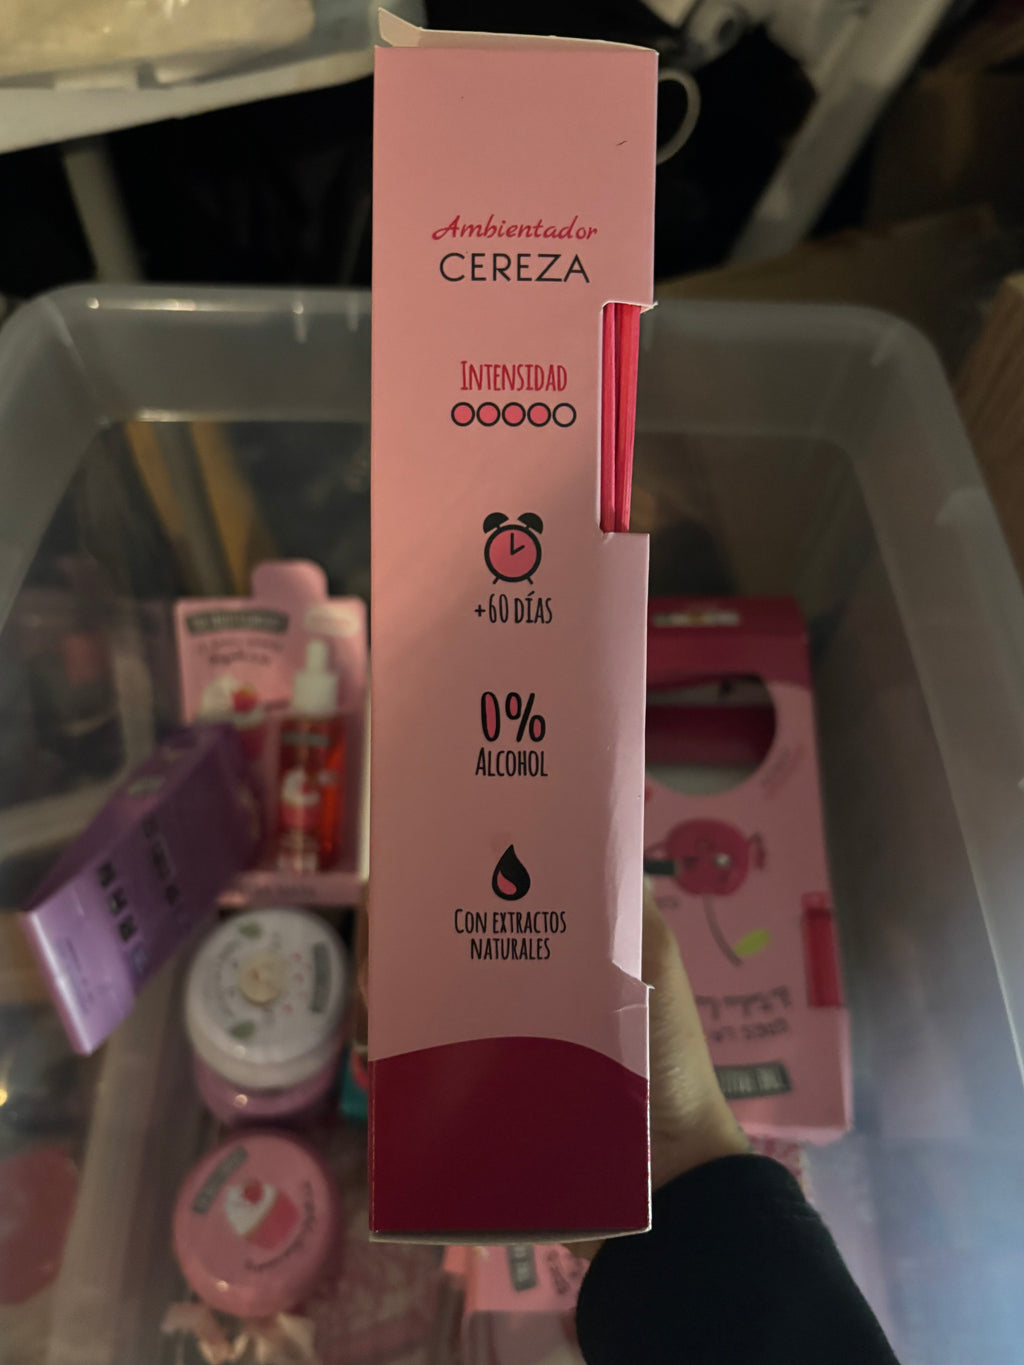 Ambientador
CEREZA
INTENSIDAD
+60 DÍAS
0%
ALCOHOL
CON EXTRACTOS
NATURALES